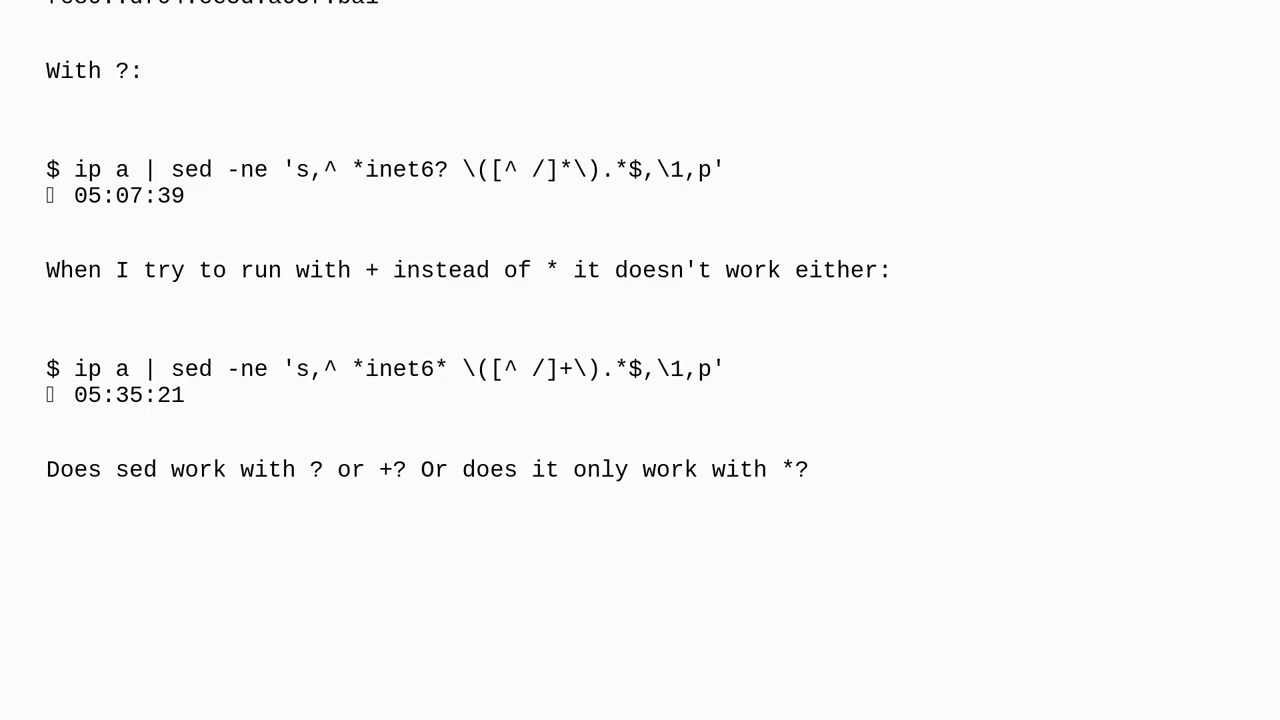 With ?:
$ ip a | sed -ne 's,^ *inet6? \([^ /]*\).*$,\1,p'
05:07:39
When I try to run with + instead of * it doesn't work either:
$ ip a | sed -ne 's,^ *inet6* \([^ /]+\).*$,\1,p'
05:35:21
Does sed work with ? or +? Or does it only work with *?